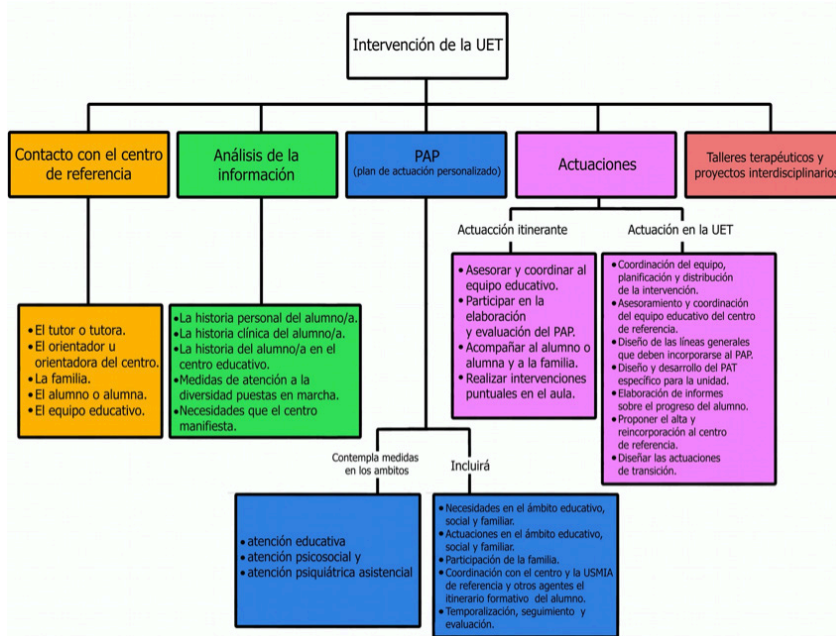 Intervención de la UET
Contacto con el centro
de referencia
Análisis de la
información
PAP
(plan de actuación personalizado)
Actuaciones
Talleres terapéuticos y
proyectos interdisciplinarios
Actuacción itinerante
Actuación en la UET
• El tutor o tutora.
• El orientador u
orientadora del centro.
• La familia.
• El alumno o alumna.
• El equipo educativo.
• La historia personal del alumno/a.
• La historia clínica del alumno/a.
• La historia del alumno/a en el
centro educativo.
• Medidas de atención a la
diversidad puestas en marcha.
• Necesidades que el centro
manifiesta.
• Asesorar y coordinar al
equipo educativo.
• Participar en la
elaboración
y evaluación del PAP.
• Acompañar al alumno o
alumna y a la familia.
• Realizar intervenciones
puntuales en el aula.
• Coordinación del equipo,
planificación y distribución
de la intervención.
• Asesoramiento y coordinación
del equipo educativo del centro
de referencia.
• Diseño de las líneas generales
que deben incorporarse al PAP.
• Diseño y desarrollo del PAT
específico para la unidad.
• Elaboración de informes
sobre el progreso del alumno.
• Proponer el alta y
reincorporación al centro
de referencia.
• Diseñar las actuaciones
de transición.
Contempla medidas
en los ambitos
Incluirá
• atención educativa
• atención psicosocial y
• atención psiquiátrica asistencial
• Necesidades en el ámbito educativo,
social y familiar.
• Actuaciones en el ámbito educativo,
social y familiar.
• Participación de la familia.
• Coordinación con el centro y la USMIA
de referencia y otros agentes el
itinerario formativo del alumno.
• Temporalización, seguimiento y
evaluación.